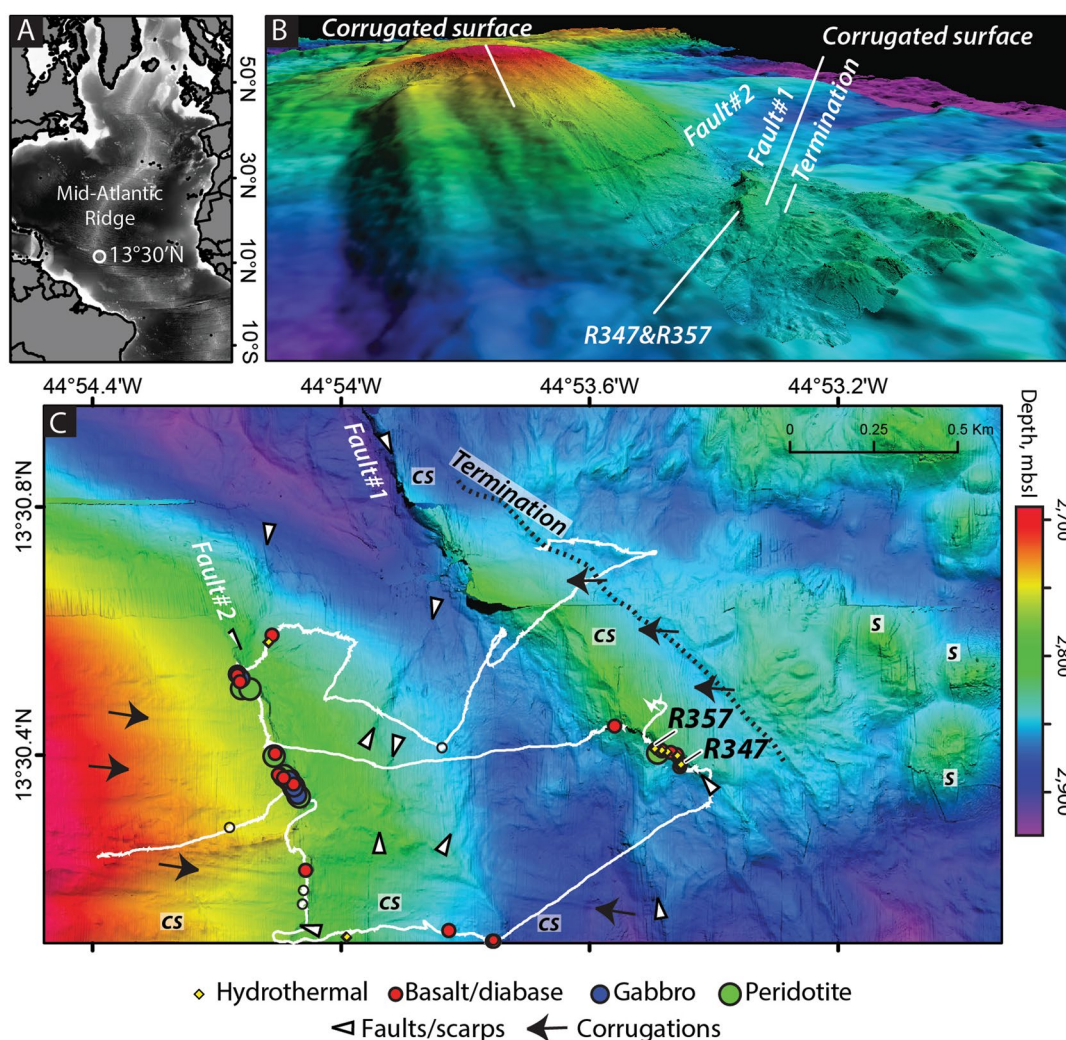 A
50°N
30°N
Mid-Atlantic
Ridge
13°30'N
10°N
10°S
B
Corrugated surface
Corrugated surface
Fault#2
Fault#1
Termination
R347&R357
44°54.4'W
44°54'W
44°53.6'W
44°53.2'W
C
Fault#1
cs
Termination
0
0.25
0.5 Km
Depth, mbsl
2,700
2,800
2,900
13°30.8'N
13°30.4'N
Fault#2
cs
s
s
s
R357
R347
cs
cs
cs
Hydrothermal
Basalt/diabase
Gabbro
Peridotite
Faults/scarps
Corrugations